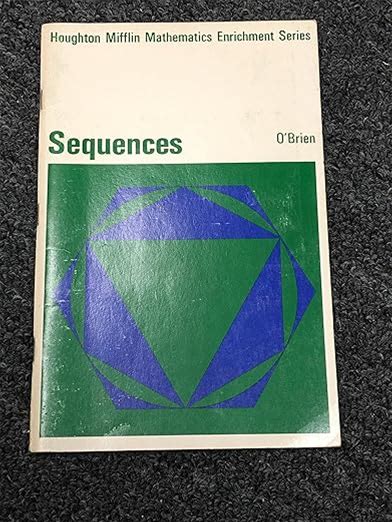 Houghton Mifflin Mathematics Enrichment Series
Sequences
O'Brien